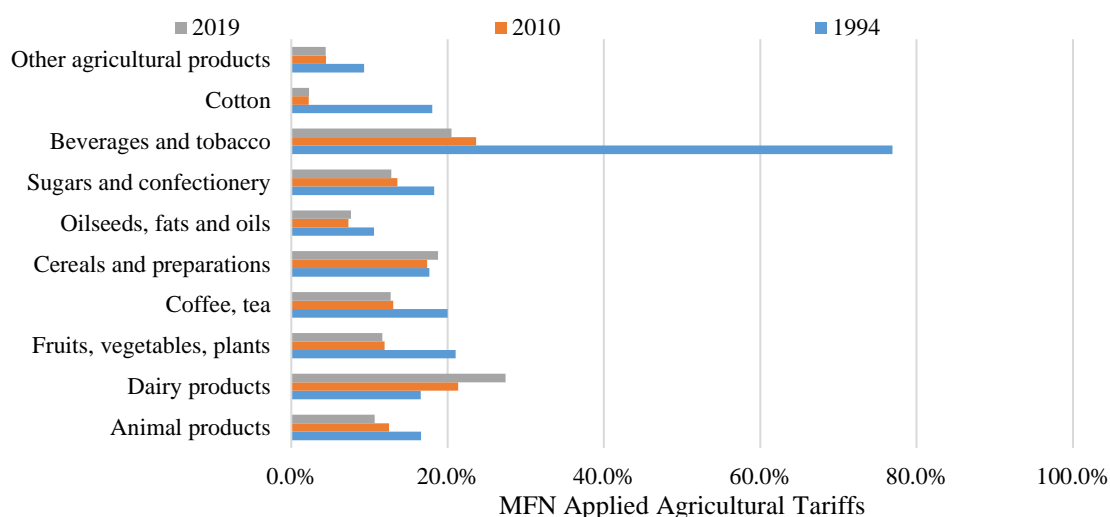 2019 2010 1994
Other agricultural products
Cotton
Beverages and tobacco
Sugars and confectionery
Oilseeds, fats and oils
Cereals and preparations
Coffee, tea
Fruits, vegetables, plants
Dairy products
Animal products
0.0% 20.0% 40.0% 60.0% 80.0% 100.0%
MFN Applied Agricultural Tariffs